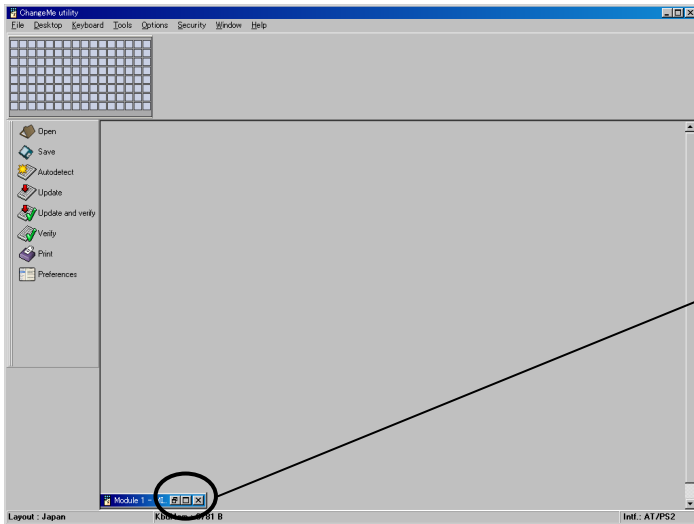 ChangeMe utility
File Desktop Keyboard Tools Options Security Window Help
Open
Save
Autodetect
Update
Update and verify
Verify
Print
Preferences
Module 1 -
Layout : Japan
B
Intf.: AT/PS2